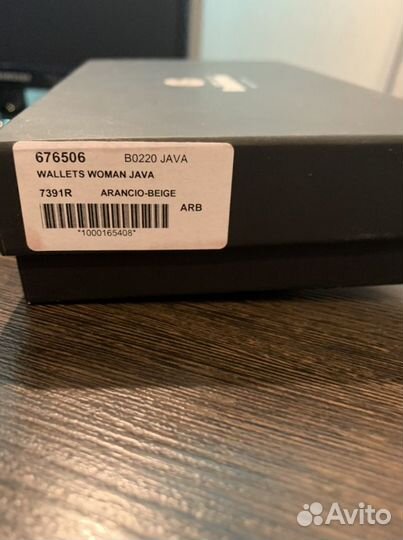 676506 B0220 JAVA
WALLETS WOMAN JAVA
7391R ARANCIO-BEIGE
ARB
*1000165408*
Avito